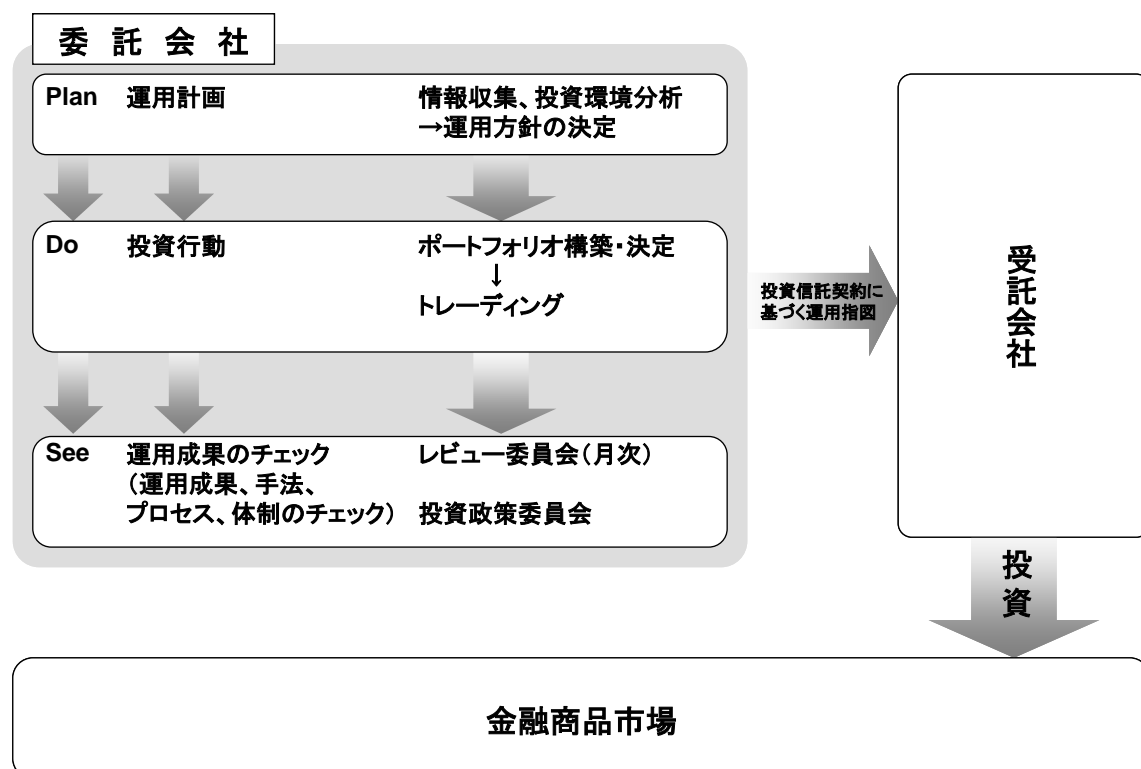 委託会社
Plan 運用計画 情報収集、投資環境分析
→運用方針の決定
Do 投資行動 ポートフォリオ構築・決定
↓
トレーディング
See 運用成果のチェック レビュー委員会(月次)
(運用成果、手法、
プロセス、体制のチェック) 投資政策委員会
投資信託契約に
基づく運用指図
受託会社
投資
金融商品市場